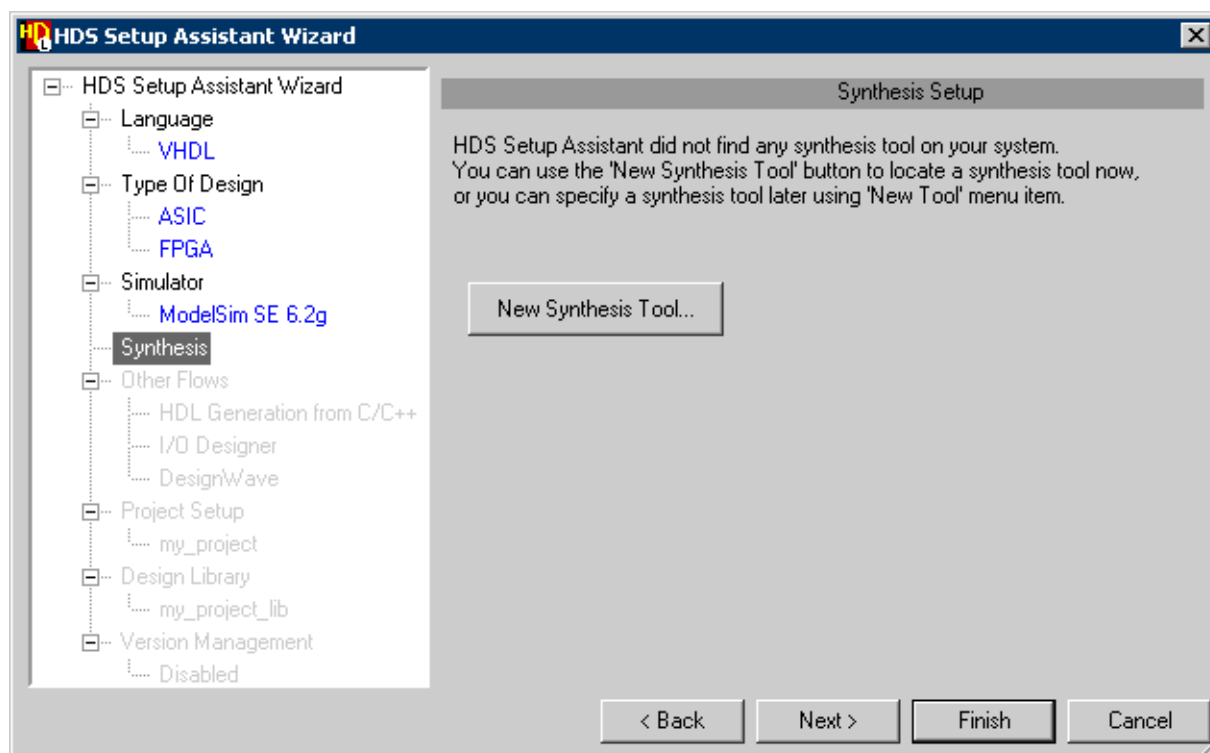 HDS Setup Assistant Wizard
HDS Setup Assistant Wizard
Language
VHDL
Type Of Design
ASIC
FPGA
Simulator
ModelSim SE 6.2g
Synthesis
Other Flows
HDL Generation from C/C++
I/O Designer
DesignWave
Project Setup
my_project
Design Library
my_project_lib
Version Management
Disabled
Synthesis Setup
HDS Setup Assistant did not find any synthesis tool on your system.
You can use the 'New Synthesis Tool' button to locate a synthesis tool now,
or you can specify a synthesis tool later using 'New Tool' menu item.
New Synthesis Tool...
< Back
Next >
Finish
Cancel